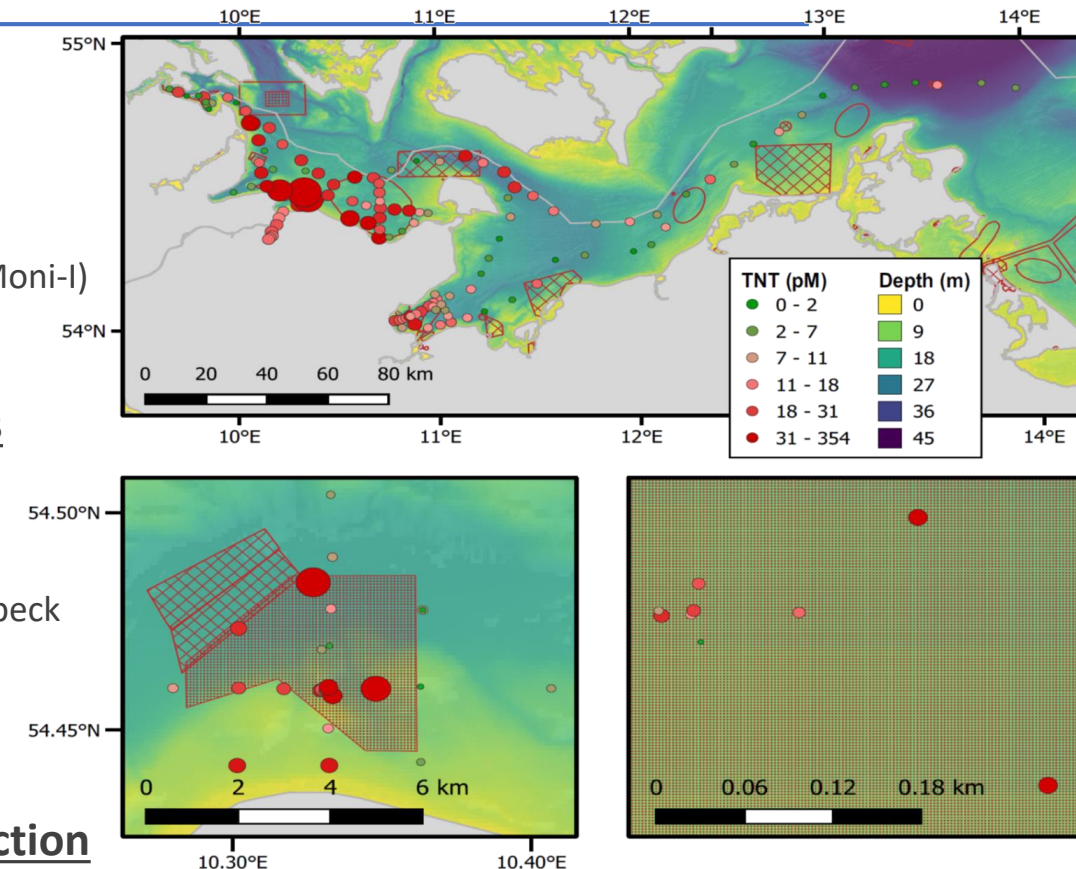 10°E 11°E 12°E 13°E 14°E
55°N
Moni-I)
54°N
0 20 40 60 80 km
TNT (pM)
0 - 2
2 - 7
7 - 11
11 - 18
18 - 31
31 - 354
Depth (m)
0
9
18
27
36
45
10°E 11°E 12°E 14°E
s
54.50°N
peck
54.45°N
0 2 4 6 km
0 0.06 0.12 0.18 km
ction
10.30°E 10.40°E